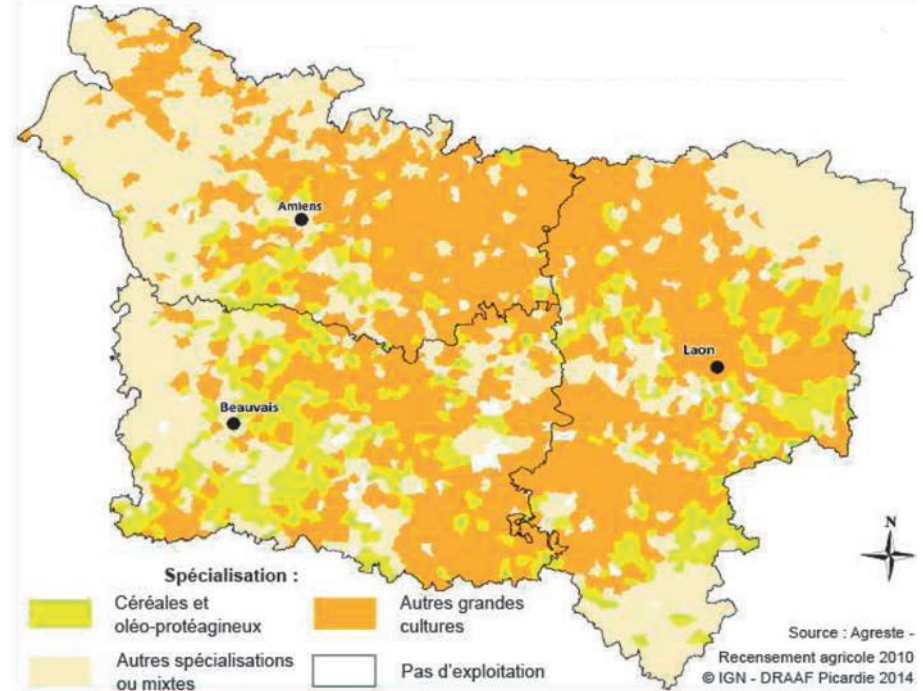 Amiens
Laon
Beauvais
N
Spécialisation :
Céréales et
oléo-protéagineux
Autres grandes
cultures
Autres spécialisations
ou mixtes
Pas d'exploitation
Source : Agreste -
Recensement agricole 2010
© IGN - DRAAF Picardie 2014